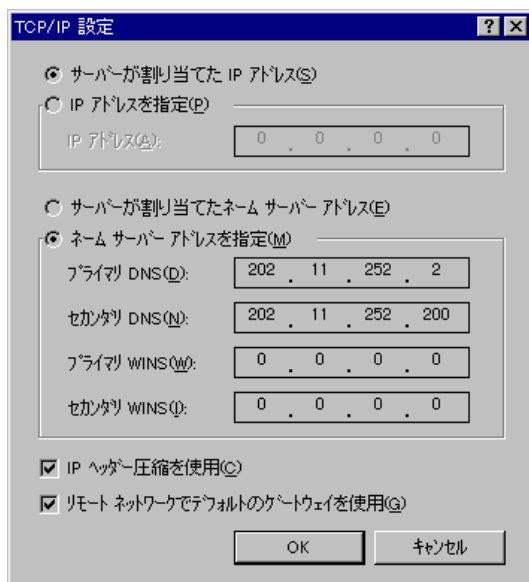 TCP/IP 設定
サーバーが割り当てた IP アドレス(S)
IP アドレスを指定(P)
IP アドレス(A): 0 . 0 . 0 . 0
サーバーが割り当てたネーム サーバー アドレス(E)
ネーム サーバー アドレスを指定(M)
プライマリ DNS(D): 202 . 11 . 252 . 2
セカンダリ DNS(N): 202 . 11 . 252 . 200
プライマリ WINS(W): 0 . 0 . 0 . 0
セカンダリ WINS(I): 0 . 0 . 0 . 0
IP ヘッダー圧縮を使用(C)
リモート ネットワークでデフォルトのゲートウェイを使用(G)
OK キャンセル